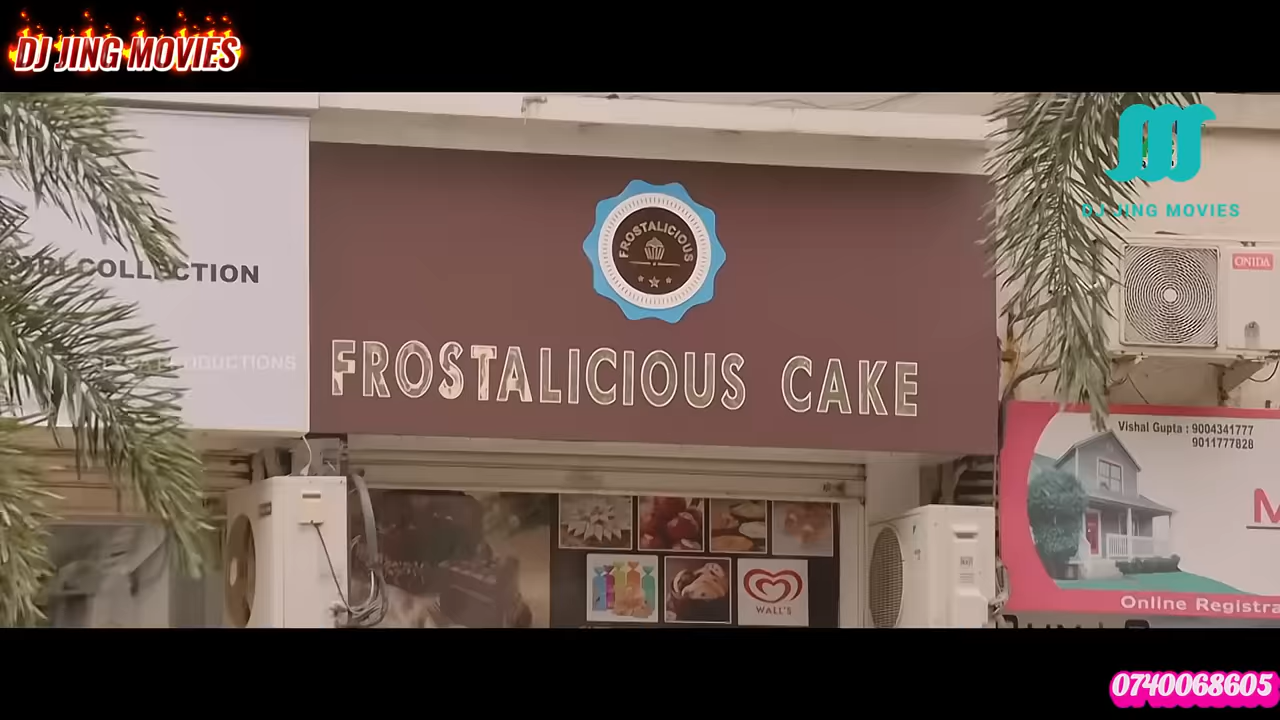 DJ JING MOVIES
DJ JING MOVIES
ONIDA
COLLECTION
FROSTALICIOUS
FROSTALICIOUS CAKE
PRODUCTIONS
Vishal Gupta : 9004341777
9011777828
M
WALL'S
Online Registra
0740068605